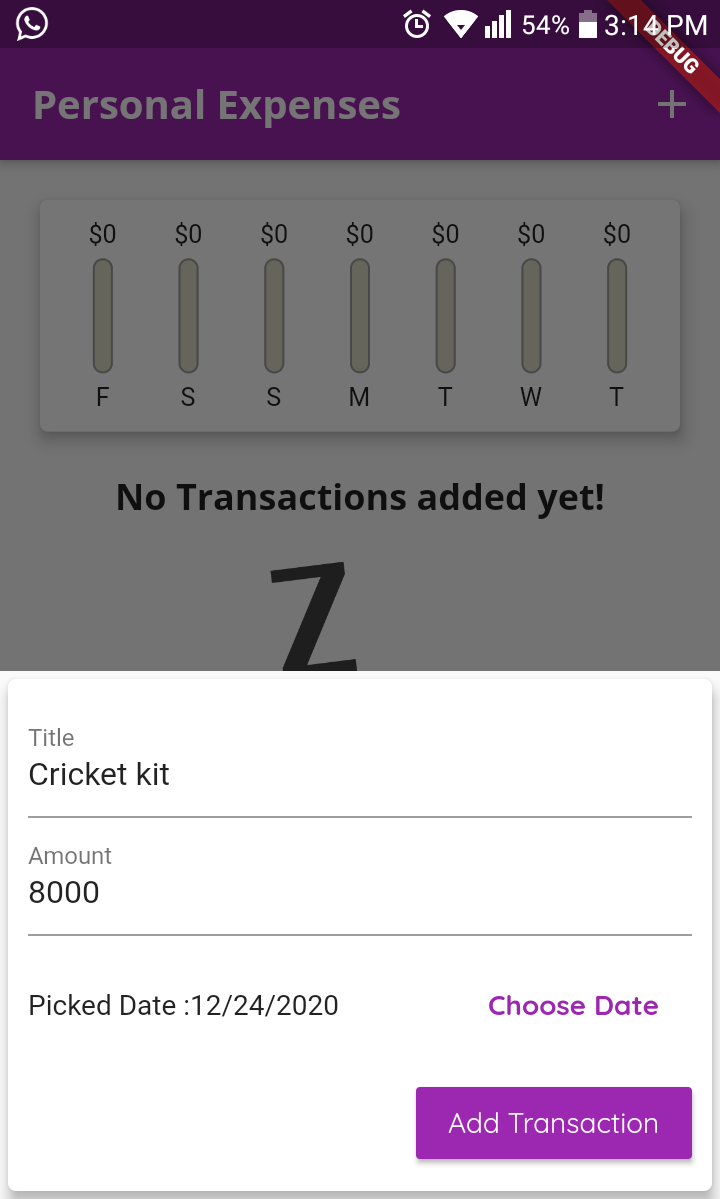 54% 3:14 PM
DEBUG
Personal Expenses
$0 $0 $0 $0 $0 $0 $0
F S S M T W T
No Transactions added yet!
Z
Title
Cricket kit
Amount
8000
Picked Date :12/24/2020 Choose Date
Add Transaction